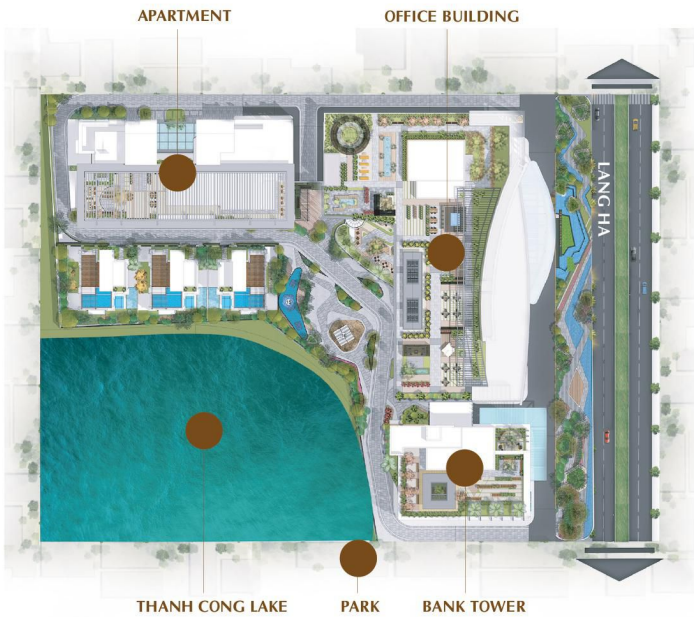 APARTMENT
OFFICE BUILDING
LANG HA
THANH CONG LAKE
PARK
BANK TOWER